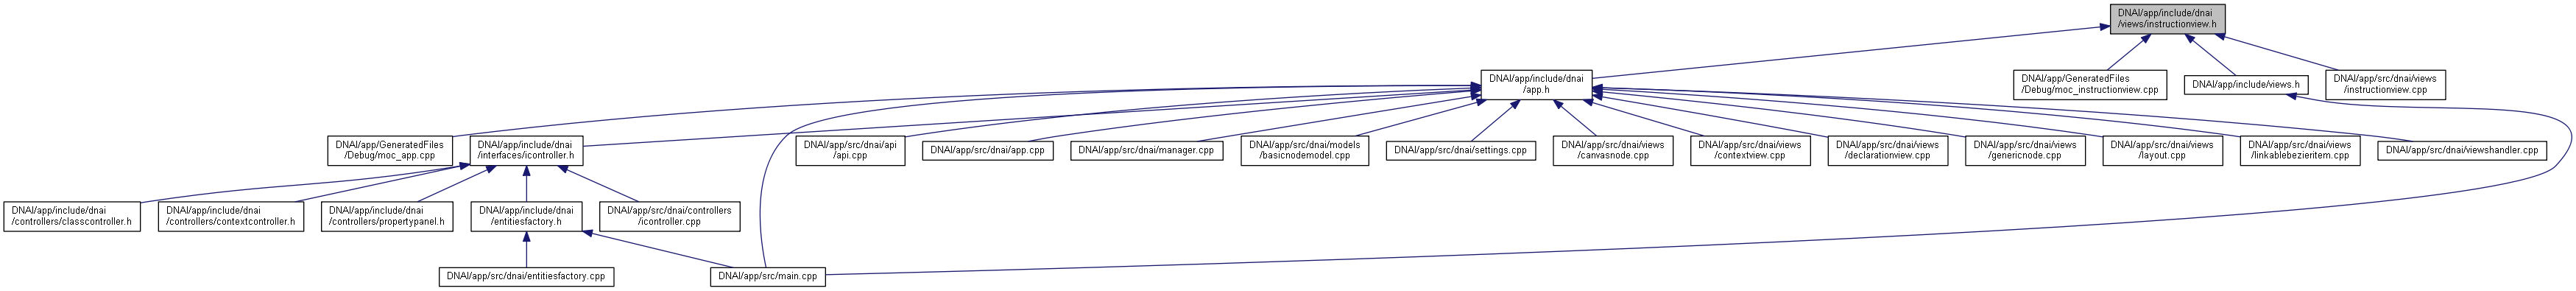 DNAI/app/include/dnai
/views/instructionview.h
DNAI/app/include/dnai
/app.h
DNAI/app/GeneratedFiles
/Debug/moc_instructionview.cpp
DNAI/app/include/views.h
DNAI/app/src/dnai/views
/instructionview.cpp
DNAI/app/GeneratedFiles
/Debug/moc_app.cpp
DNAI/app/include/dnai
/interfaces/icontroller.h
DNAI/app/src/dnai/api
/api.cpp
DNAI/app/src/dnai/app.cpp
DNAI/app/src/dnai/manager.cpp
DNAI/app/src/dnai/models
/basicnodemodel.cpp
DNAI/app/src/dnai/settings.cpp
DNAI/app/src/dnai/views
/canvasnode.cpp
DNAI/app/src/dnai/views
/contextview.cpp
DNAI/app/src/dnai/views
/declarationview.cpp
DNAI/app/src/dnai/views
/genericnode.cpp
DNAI/app/src/dnai/views
/layout.cpp
DNAI/app/src/dnai/views
/linkablebezieritem.cpp
DNAI/app/src/dnai/viewshandler.cpp
DNAI/app/include/dnai
/controllers/classcontroller.h
DNAI/app/include/dnai
/controllers/contextcontroller.h
DNAI/app/include/dnai
/controllers/propertypanel.h
DNAI/app/include/dnai
/entitiesfactory.h
DNAI/app/src/dnai/controllers
/icontroller.cpp
DNAI/app/src/dnai/entitiesfactory.cpp
DNAI/app/src/main.cpp